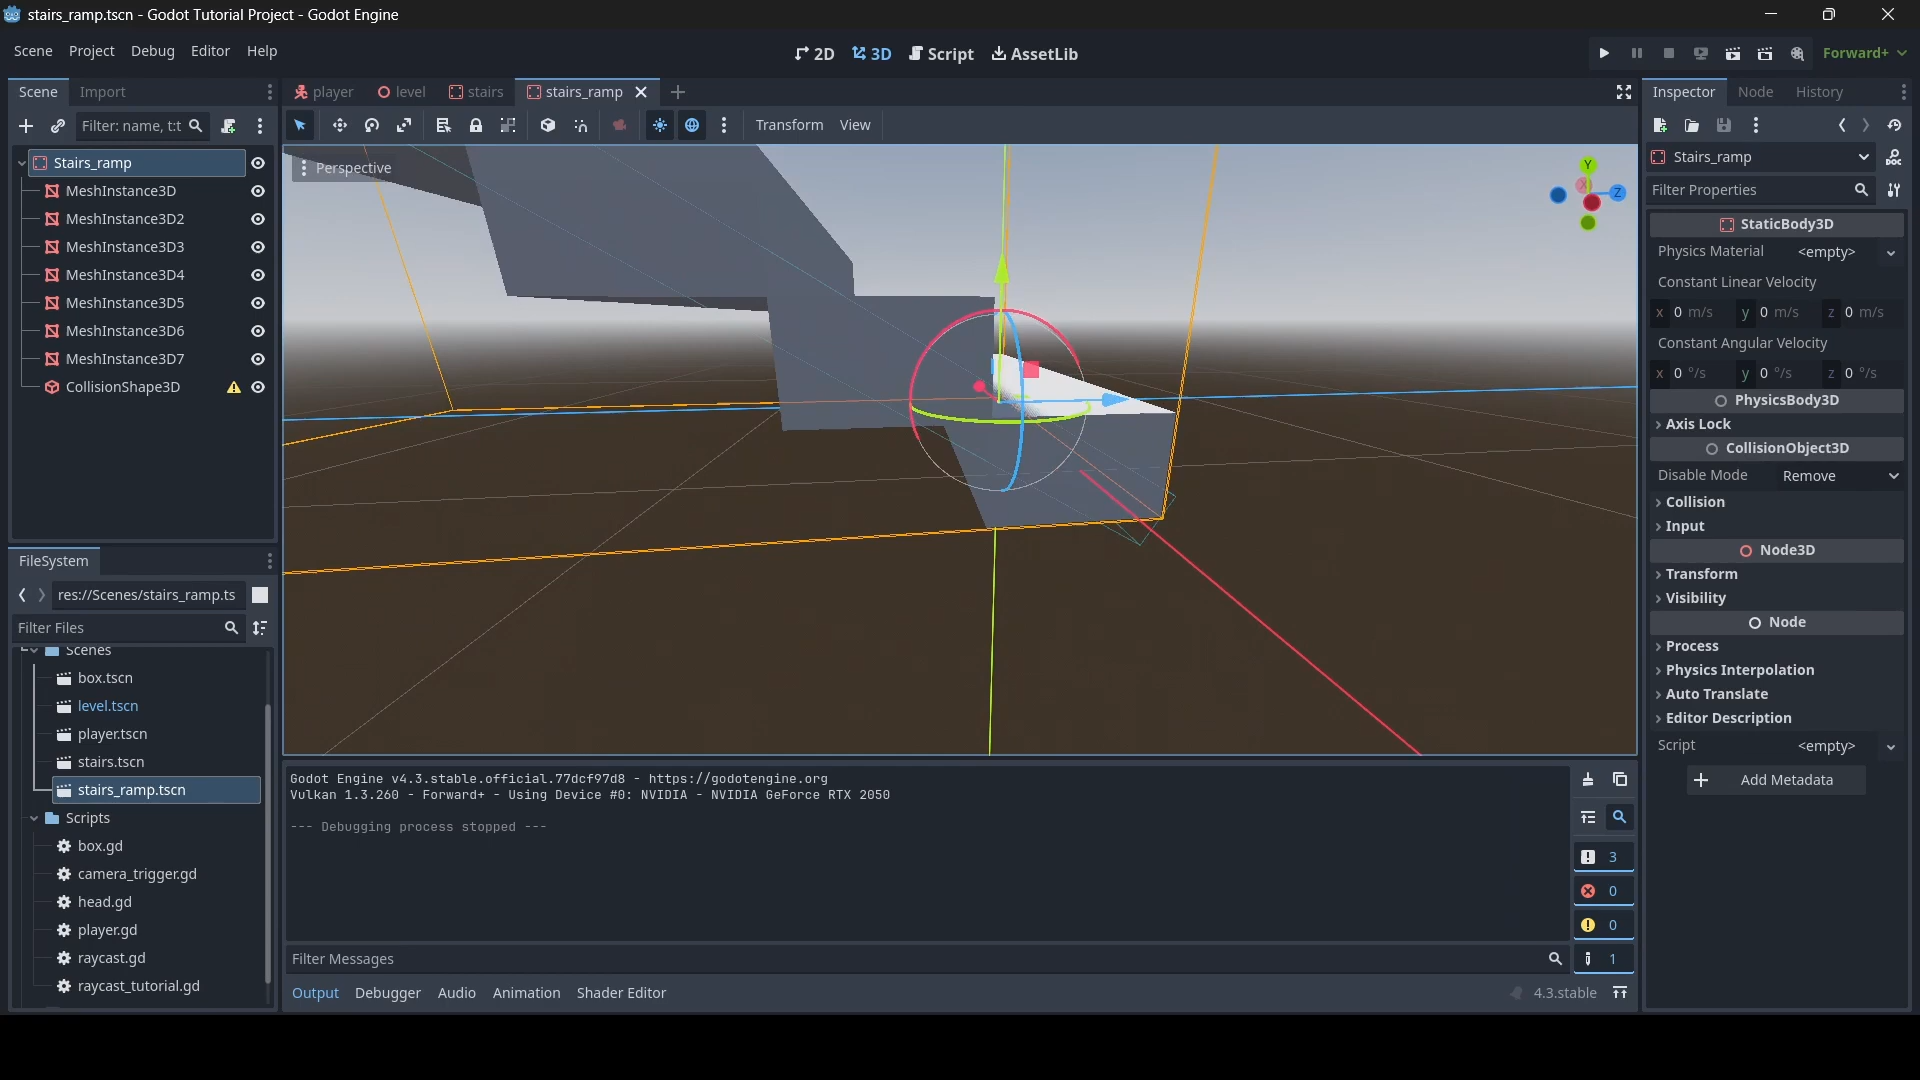 stairs_ramp.tscn - Godot Tutorial Project - Godot Engine
Scene Project Debug Editor Help
2D 3D Script AssetLib
Forward+
Scene Import
player level stairs stairs_ramp
Inspector Node History
Filter: name, t:t
Transform View
Stairs_ramp
MeshInstance3D
MeshInstance3D2
MeshInstance3D3
MeshInstance3D4
MeshInstance3D5
MeshInstance3D6
MeshInstance3D7
CollisionShape3D
Perspective
Y
X
Z
FileSystem
res://Scenes/stairs_ramp.ts
Filter Files
Scenes
box.tscn
level.tscn
player.tscn
stairs.tscn
stairs_ramp.tscn
Scripts
box.gd
camera_trigger.gd
head.gd
player.gd
raycast.gd
raycast_tutorial.gd
Godot Engine v4.3.stable.official.77dcf97d8 - https://godotengine.org
Vulkan 1.3.260 - Forward+ - Using Device #0: NVIDIA - NVIDIA GeForce RTX 2050
--- Debugging process stopped ---
3
0
0
1
Filter Messages
Output Debugger Audio Animation Shader Editor
4.3.stable
Stairs_ramp
Filter Properties
StaticBody3D
Physics Material <empty>
Constant Linear Velocity
x 0 m/s y 0 m/s z 0 m/s
Constant Angular Velocity
x 0 °/s y 0 °/s z 0 °/s
PhysicsBody3D
Axis Lock
CollisionObject3D
Disable Mode Remove
Collision
Input
Node3D
Transform
Visibility
Node
Process
Physics Interpolation
Auto Translate
Editor Description
Script <empty>
Add Metadata